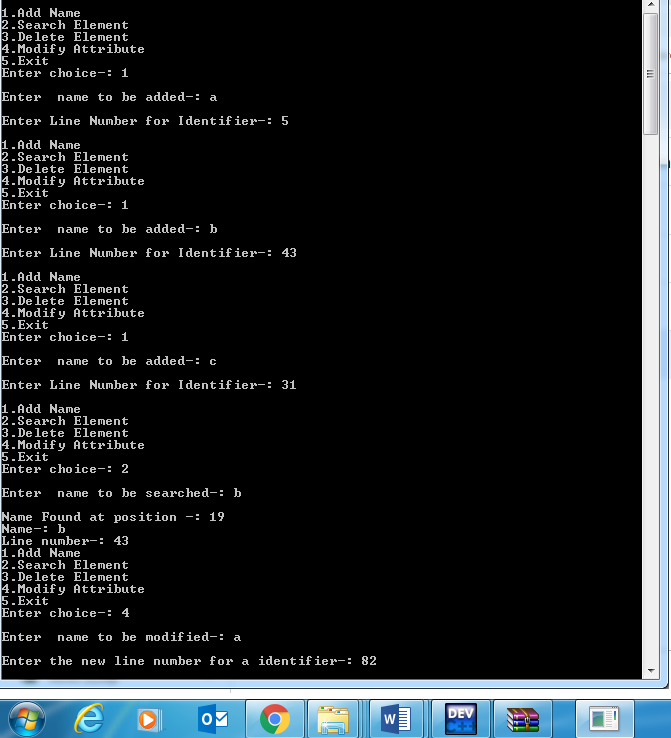 1.Add Name
2.Search Element
3.Delete Element
4.Modify Attribute
5.Exit
Enter choice-: 1
Enter  name to be added-: a
Enter Line Number for Identifier-: 5
1.Add Name
2.Search Element
3.Delete Element
4.Modify Attribute
5.Exit
Enter choice-: 1
Enter  name to be added-: b
Enter Line Number for Identifier-: 43
1.Add Name
2.Search Element
3.Delete Element
4.Modify Attribute
5.Exit
Enter choice-: 1
Enter  name to be added-: c
Enter Line Number for Identifier-: 31
1.Add Name
2.Search Element
3.Delete Element
4.Modify Attribute
5.Exit
Enter choice-: 2
Enter  name to be searched-: b
Name Found at position -: 19
Name-: b
Line number-: 43
1.Add Name
2.Search Element
3.Delete Element
4.Modify Attribute
5.Exit
Enter choice-: 4
Enter  name to be modified-: a
Enter the new line number for a identifier-: 82
DEV
C++